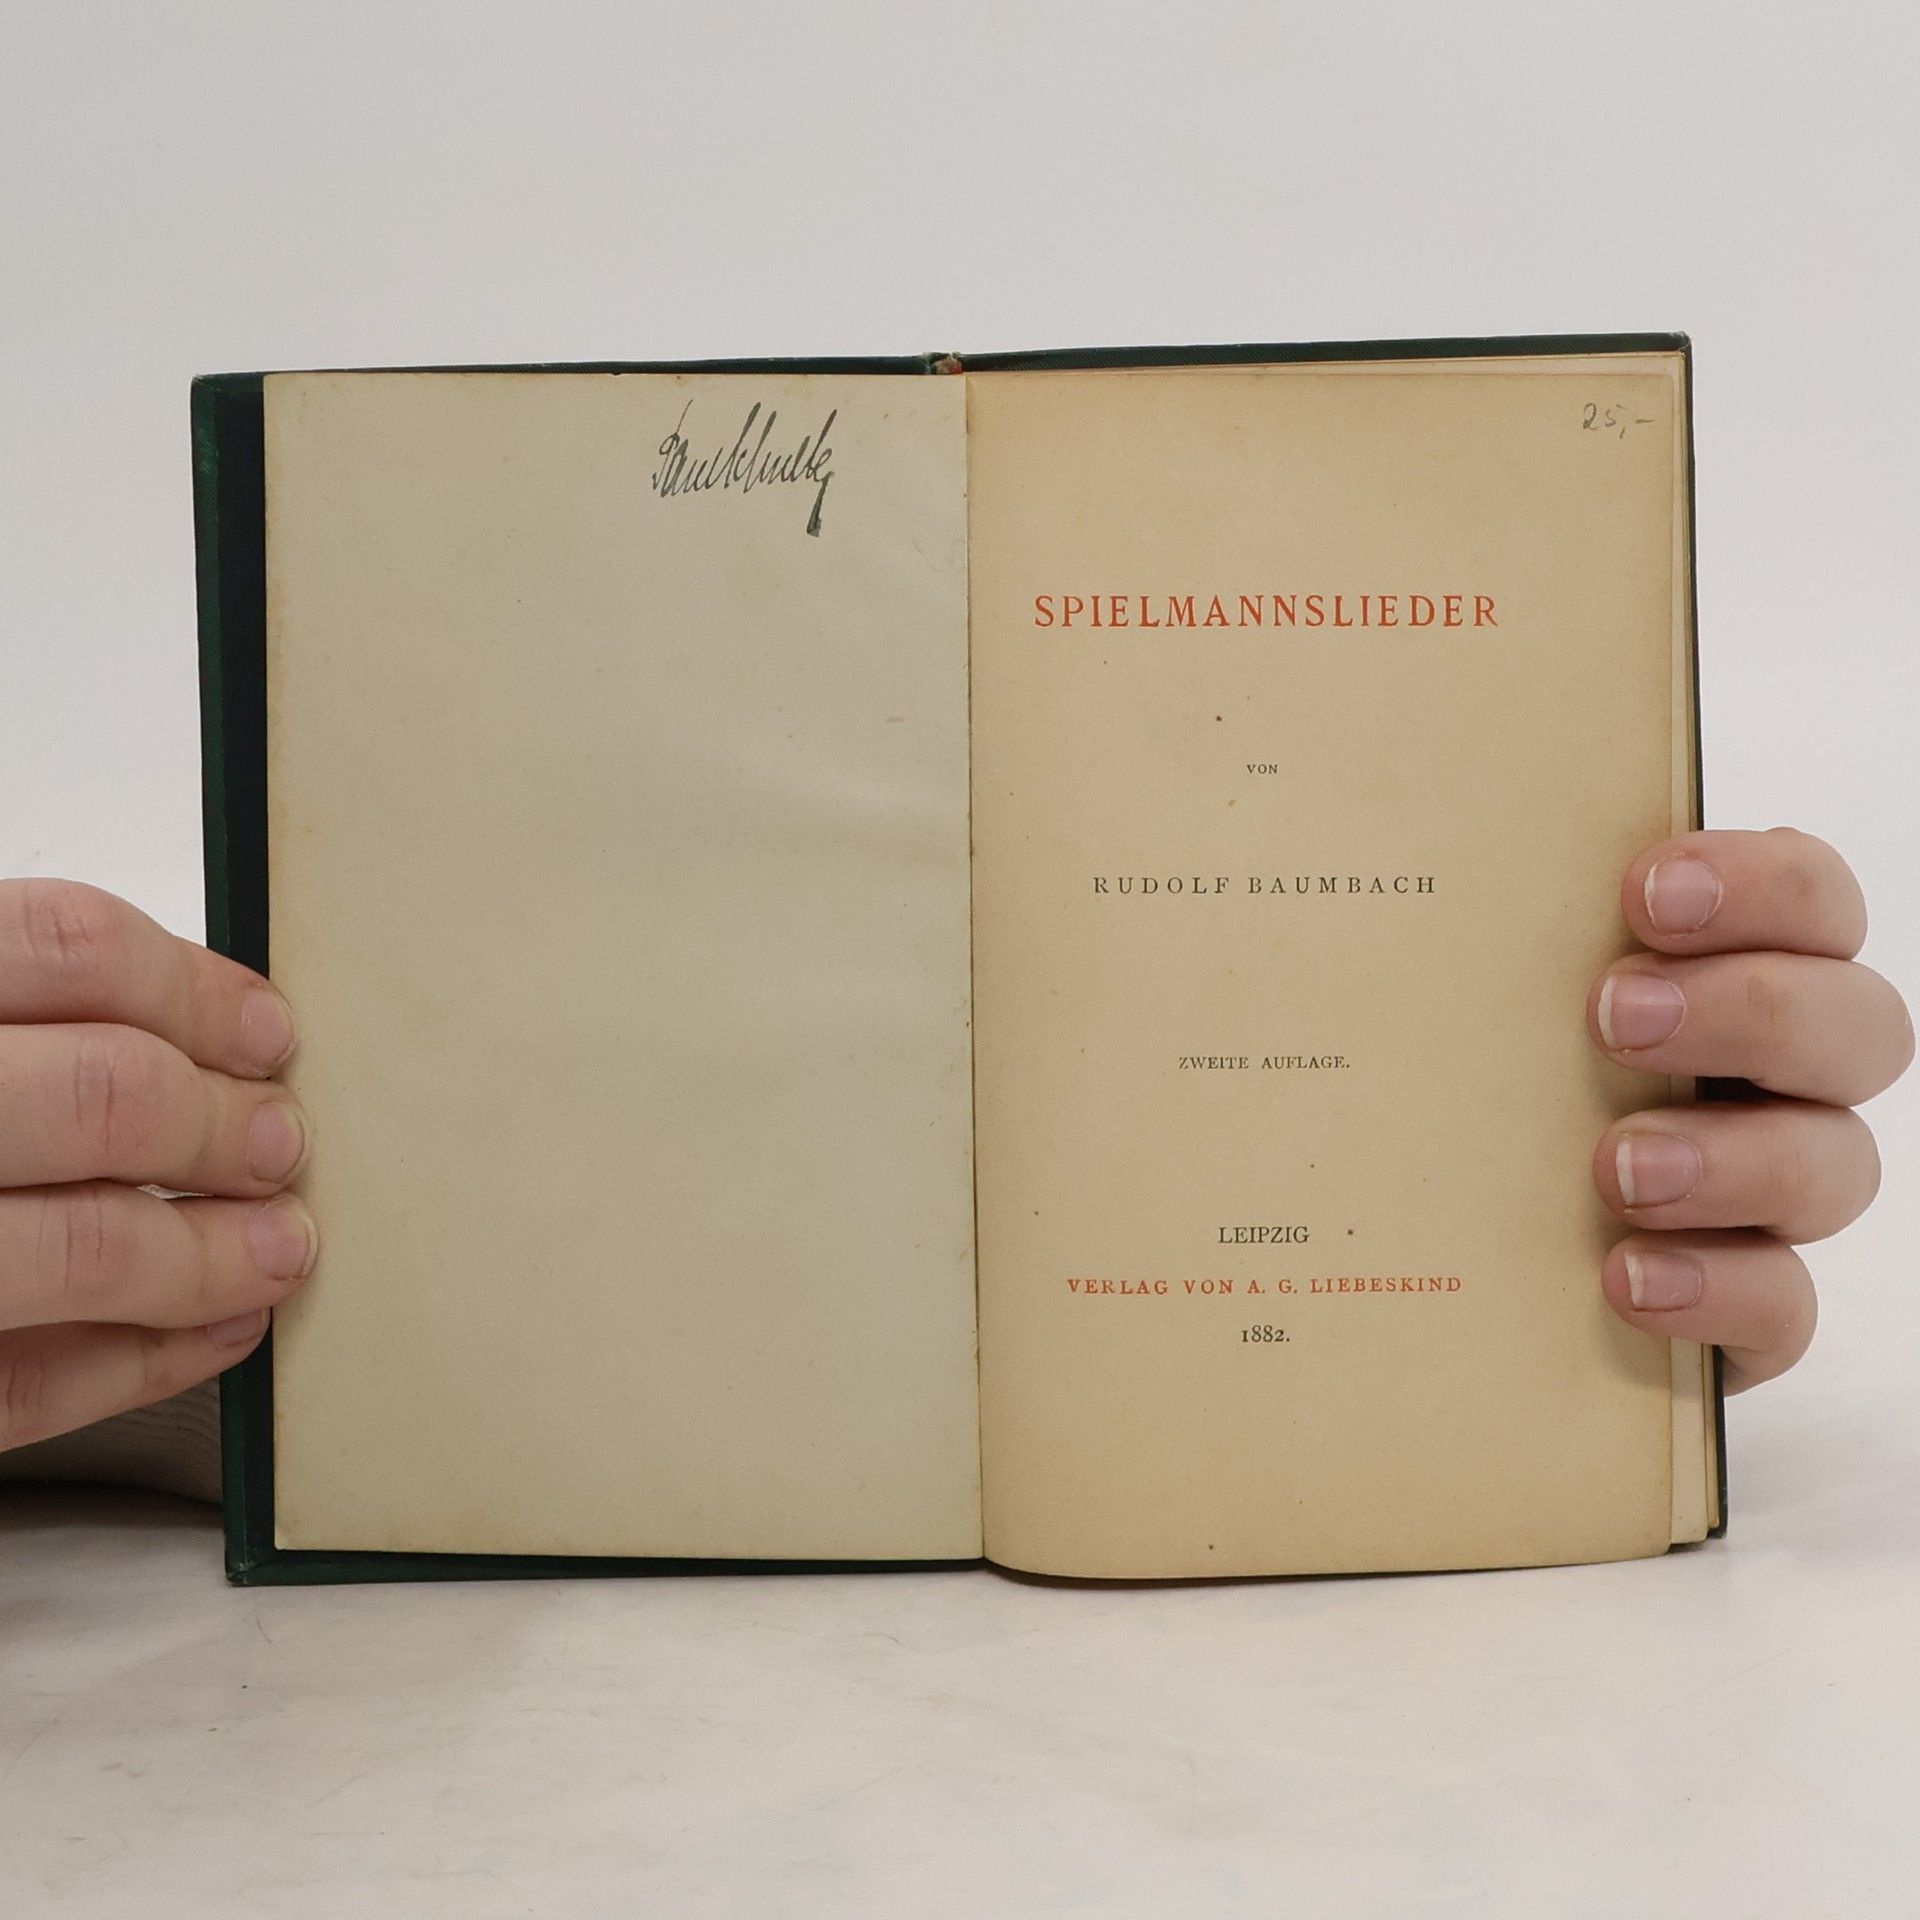 25,-
SPIELMANNSLIEDER
VON
RUDOLF BAUMBACH
ZWEITE AUFLAGE.
LEIPZIG
VERLAG VON A. G. LIEBESKIND
1882.